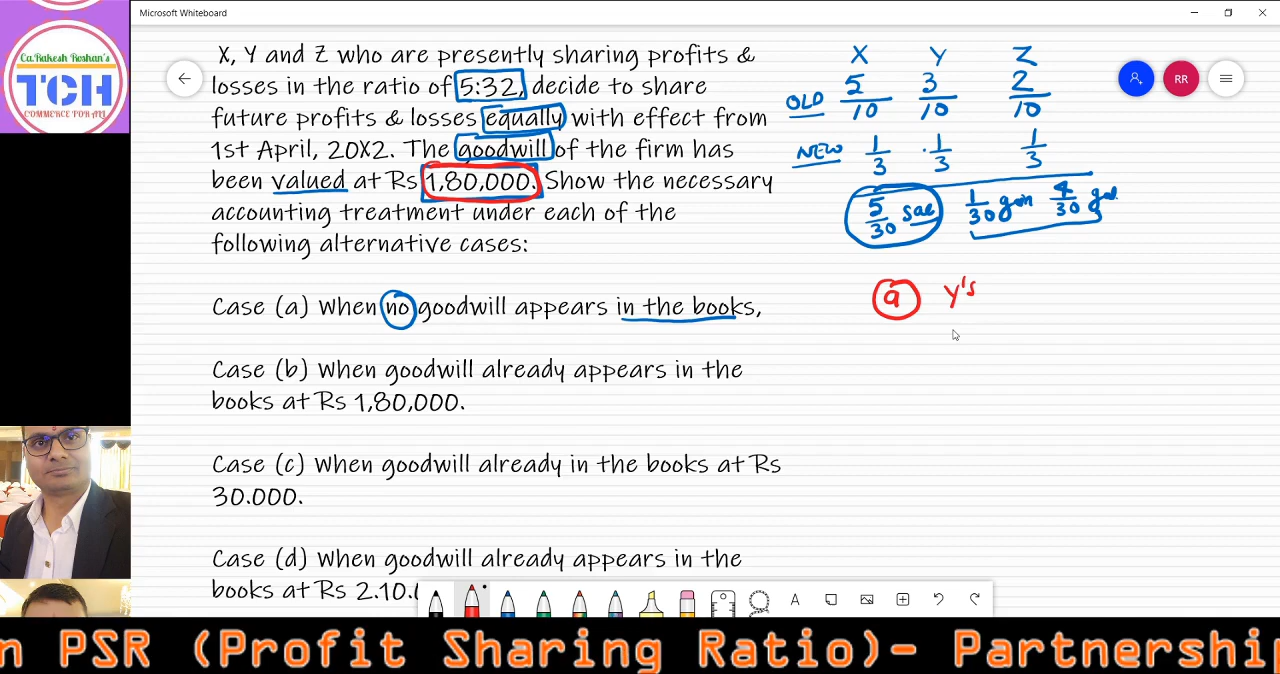 Microsoft Whiteboard
Ca.Rakesh Roshan's
TCH
COMMERCE FOR ALL
X, Y and Z who are presently sharing profits &
losses in the ratio of 5:32, decide to share
future profits & losses equally with effect from
1st April, 20X2. The goodwill of the firm has
been valued at Rs 1,80,000. Show the necessary
accounting treatment under each of the
following alternative cases:
Case (a) When no goodwill appears in the books,
Case (b) When goodwill already appears in the
books at Rs 1,80,000.
Case (c) When goodwill already in the books at Rs
30.000.
Case (d) When goodwill already appears in the
books at Rs 2.10.
X Y Z
OLD 5/10 3/10 2/10
NEW 1/3 1/3 1/3
5/30 sac 1/30 gain 4/30
a Y's
RR
n PSR (Profit Sharing Ratio)- Partnership